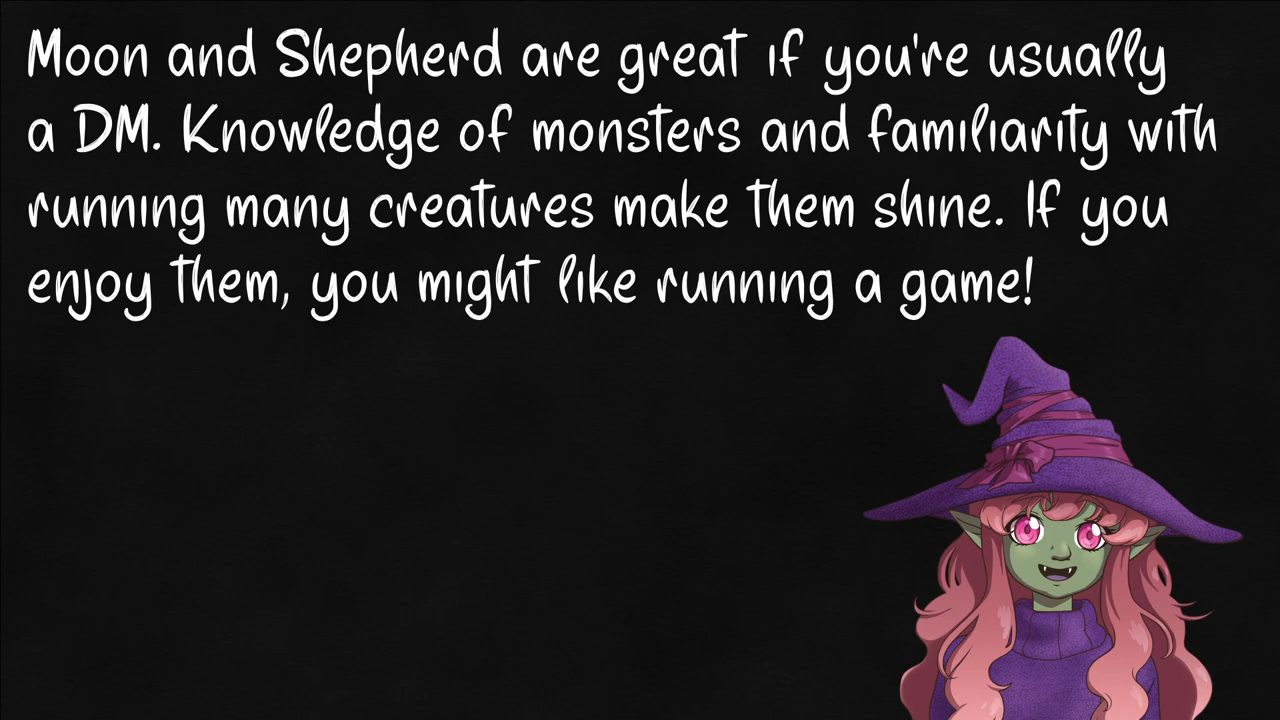 Moon and Shepherd are great if you're usually
a DM. Knowledge of monsters and familiarity with
running many creatures make them shine. If you
enjoy them, you might like running a game!